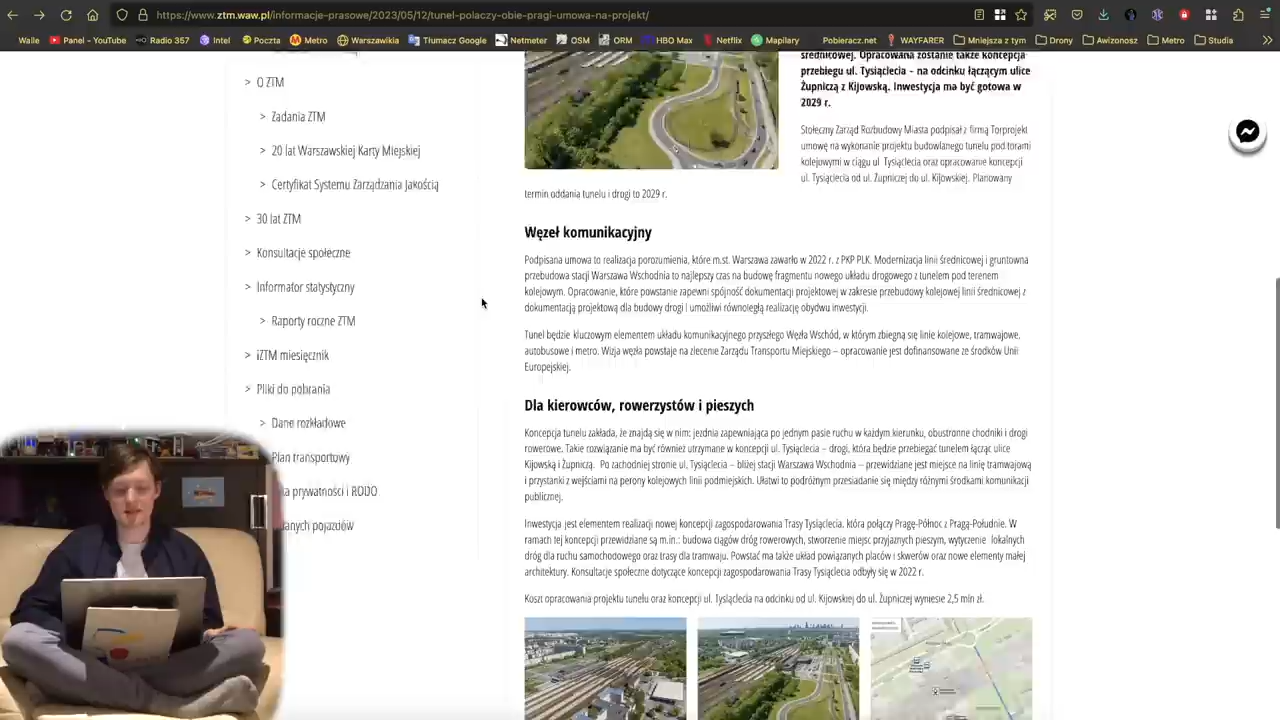 https://www.ztm.waw.pl/informacje-prasowe/2023/05/12/tunel-polaczy-obie-pragi-umowa-na-projekt/
Walle
Panel - YouTube
Radio 357
Intel
Poczta
Metro
Warszawikia
Tłumacz Google
Netmeter
OSM
ORM
HBO Max
Netflix
Mapilary
Pobieracz.net
WAYFARER
Mniejsza z tym
Drony
Awizonosz
Metro
Studia
> O ZTM
> Zadania ZTM
> 20 lat Warszawskiej Karty Miejskiej
> Certyfikat Systemu Zarządzania Jakością
> 30 lat ZTM
> Konsultacje społeczne
> Informator statystyczny
> Raporty roczne ZTM
> iZTM miesięcznik
> Pliki do pobrania
> Dane rozkładowe
Plan transportowy
ka prywatności i RODO
danych pojazdów
średnicowej. Opracowana zostanie także koncepcja
przebiegu ul. Tysiąclecia - na odcinku łączącym ulice
Żupniczą z Kijowską. Inwestycja ma być gotowa w
2029 r.
Stołeczny Zarząd Rozbudowy Miasta podpisał z firmą Torprojekt
umowę na wykonanie projektu budowlanego tunelu pod torami
kolejowymi w ciągu ul Tysiąclecia oraz opracowanie koncepcji
ul. Tysiąclecia od ul. Żupniczej do ul. Kijowskiej. Planowany
termin oddania tunelu i drogi to 2029 r.
Węzeł komunikacyjny
Podpisana umowa to realizacja porozumienia, które m.st. Warszawa zawarło w 2022 r. z PKP PLK. Modernizacja linii średnicowej i gruntowna
przebudowa stacji Warszawa Wschodnia to najlepszy czas na budowę fragmentu nowego układu drogowego z tunelem pod terenem
kolejowym. Opracowanie, które powstanie zapewni spójność dokumentacji projektowej w zakresie przebudowy kolejowej linii średnicowej z
dokumentacją projektową dla budowy drogi i umożliwi równoległą realizację obydwu inwestycji.
Tunel będzie kluczowym elementem układu komunikacyjnego przyszłego Węzła Wschód, w którym zbiegną się linie kolejowe, tramwajowe,
autobusowe i metro. Wizja węzła powstaje na zlecenie Zarządu Transportu Miejskiego – opracowanie jest dofinansowane ze środków Unii
Europejskiej.
Dla kierowców, rowerzystów i pieszych
Koncepcja tunelu zakłada, że znajdą się w nim: jezdnia zapewniająca po jednym pasie ruchu w każdym kierunku, obustronne chodniki i drogi
rowerowe. Takie rozwiązanie ma być również utrzymane w koncepcji ul. Tysiąclecia – drogi, która będzie przebiegać tunelem łącząc ulice
Kijowską i Żupniczą. Po zachodniej stronie ul. Tysiąclecia – bliżej stacji Warszawa Wschodnia – przewidziane jest miejsce na linię tramwajową
i przystanki z wejściami na perony kolejowych linii podmiejskich. Ułatwi to podróżnym przesiadanie się między różnymi środkami komunikacji
publicznej.
Inwestycja jest elementem realizacji nowej koncepcji zagospodarowania Trasy Tysiąclecia, która połączy Pragę-Północ z Pragą-Południe. W
ramach tej koncepcji przewidziane są m.in.: budowa ciągów dróg rowerowych, stworzenie miejsc przyjaznych pieszym, wytyczenie lokalnych
dróg dla ruchu samochodowego oraz trasy dla tramwaju. Powstać ma także układ powiązanych placów i skwerów oraz nowe elementy małej
architektury. Konsultacje społeczne dotyczące koncepcji zagospodarowania Trasy Tysiąclecia odbyły się w 2022 r.
Koszt opracowania projektu tunelu oraz koncepcji ul. Tysiąclecia na odcinku od ul. Kijowskiej do ul. Żupniczej wyniesie 2,5 mln zł.